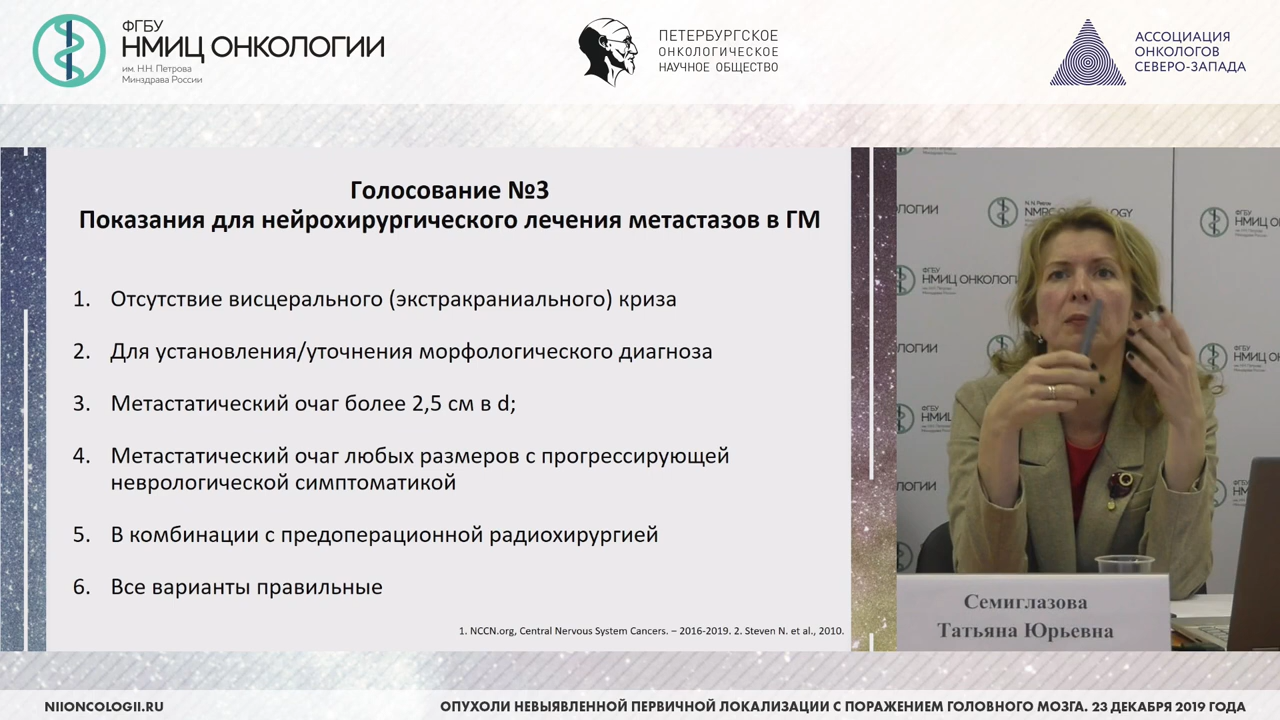 ФГБУ
НМИЦ ОНКОЛОГИИ
им. Н.Н. Петрова
Минздрава России
ПЕТЕРБУРГСКОЕ
ОНКОЛОГИЧЕСКОЕ
НАУЧНОЕ ОБЩЕСТВО
АССОЦИАЦИЯ
ОНКОЛОГОВ
СЕВЕРО-ЗАПАДА
Голосование №3
Показания для нейрохирургического лечения метастазов в ГМ
1. Отсутствие висцерального (экстракраниального) криза
2. Для установления/уточнения морфологического диагноза
3. Метастатический очаг более 2,5 см в d;
4. Метастатический очаг любых размеров с прогрессирующей
неврологической симптоматикой
5. В комбинации с предоперационной радиохирургией
6. Все варианты правильные
1. NCCN.org, Central Nervous System Cancers. – 2016-2019. 2. Steven N. et al., 2010.
ФГБУ
НМИЦ ОНКОЛОГИ
Семиглазова
Татьяна Юрьевна
NIIONCOLOGII.RU
ОПУХОЛИ НЕВЫЯВЛЕННОЙ ПЕРВИЧНОЙ ЛОКАЛИЗАЦИИ С ПОРАЖЕНИЕМ ГОЛОВНОГО МОЗГА. 23 ДЕКАБРЯ 2019 ГОДА